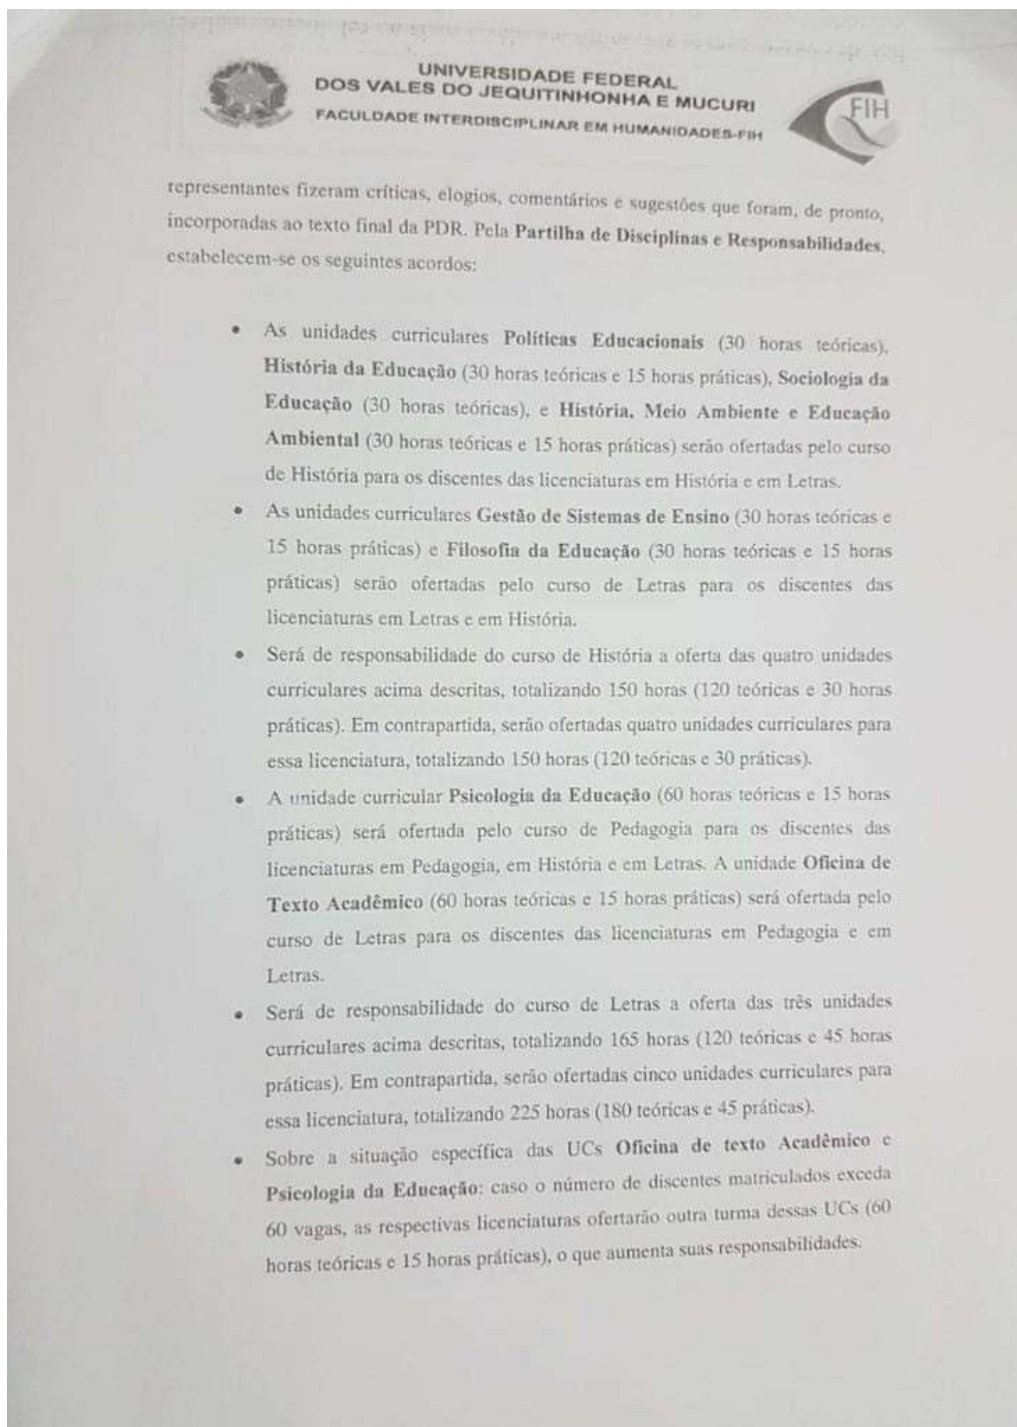 UNIVERSIDADE FEDERAL
DOS VALES DO JEQUITINHONHA E MUCURI
FACULDADE INTERDISCIPLINAR EM HUMANIDADES-FIH
FIH
representantes fizeram críticas, elogios, comentários e sugestões que foram, de pronto,
incorporadas ao texto final da PDR. Pela Partilha de Disciplinas e Responsabilidades,
estabelecem-se os seguintes acordos:
• As unidades curriculares Políticas Educacionais (30 horas teóricas),
História da Educação (30 horas teóricas e 15 horas práticas), Sociologia da
Educação (30 horas teóricas), e História, Meio Ambiente e Educação
Ambiental (30 horas teóricas e 15 horas práticas) serão ofertadas pelo curso
de História para os discentes das licenciaturas em História e em Letras.
• As unidades curriculares Gestão de Sistemas de Ensino (30 horas teóricas e
15 horas práticas) e Filosofia da Educação (30 horas teóricas e 15 horas
práticas) serão ofertadas pelo curso de Letras para os discentes das
licenciaturas em Letras e em História.
• Será de responsabilidade do curso de História a oferta das quatro unidades
curriculares acima descritas, totalizando 150 horas (120 teóricas e 30 horas
práticas). Em contrapartida, serão ofertadas quatro unidades curriculares para
essa licenciatura, totalizando 150 horas (120 teóricas e 30 práticas).
• A unidade curricular Psicologia da Educação (60 horas teóricas e 15 horas
práticas) será ofertada pelo curso de Pedagogia para os discentes das
licenciaturas em Pedagogia, em História e em Letras. A unidade Oficina de
Texto Acadêmico (60 horas teóricas e 15 horas práticas) será ofertada pelo
curso de Letras para os discentes das licenciaturas em Pedagogia e em
Letras.
• Será de responsabilidade do curso de Letras a oferta das três unidades
curriculares acima descritas, totalizando 165 horas (120 teóricas e 45 horas
práticas). Em contrapartida, serão ofertadas cinco unidades curriculares para
essa licenciatura, totalizando 225 horas (180 teóricas e 45 práticas).
• Sobre a situação específica das UCs Oficina de texto Acadêmico e
Psicologia da Educação: caso o número de discentes matriculados exceda
60 vagas, as respectivas licenciaturas ofertarão outra turma dessas UCs (60
horas teóricas e 15 horas práticas), o que aumenta suas responsabilidades.